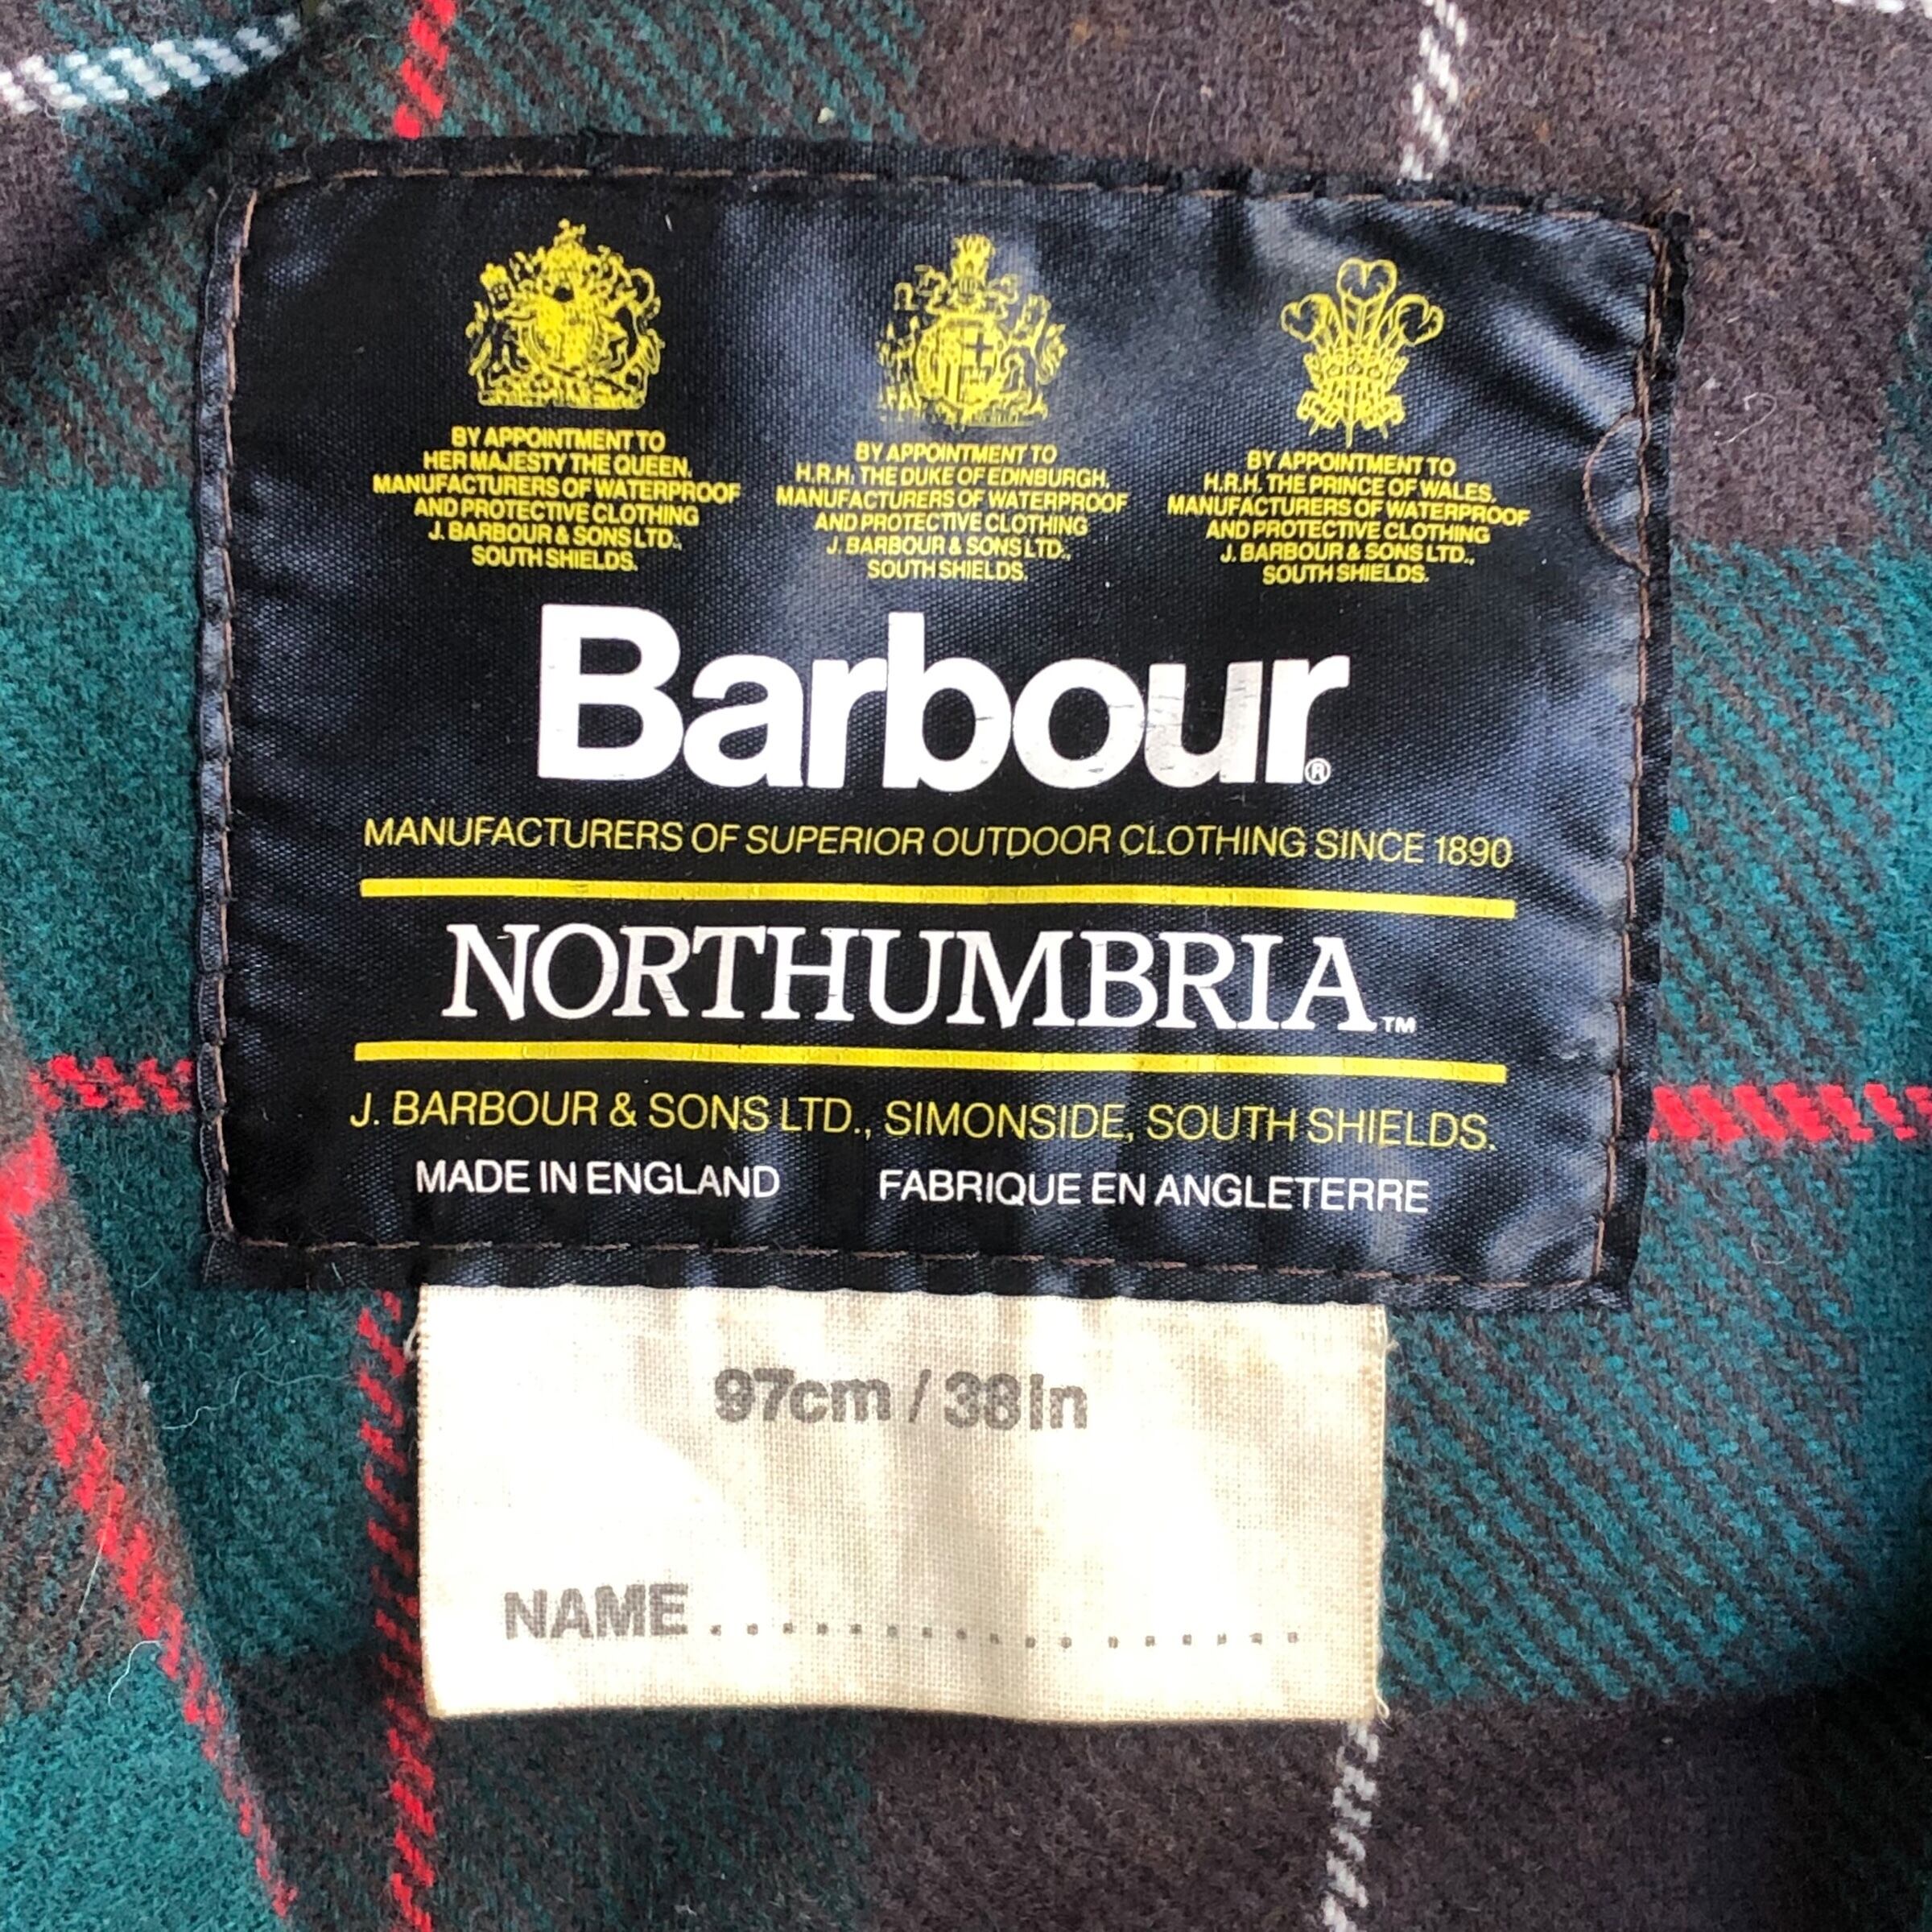 BY APPOINTMENT TO
HER MAJESTY THE QUEEN.
MANUFACTURERS OF WATERPROOF
AND PROTECTIVE CLOTHING
J. BARBOUR & SONS LTD.,
SOUTH SHIELDS.
BY APPOINTMENT TO
H.R.H. THE DUKE OF EDINBURGH.
MANUFACTURERS OF WATERPROOF
AND PROTECTIVE CLOTHING
J. BARBOUR & SONS LTD.,
SOUTH SHIELDS.
BY APPOINTMENT TO
H.R.H. THE PRINCE OF WALES.
MANUFACTURERS OF WATERPROOF
AND PROTECTIVE CLOTHING
J. BARBOUR & SONS LTD.,
SOUTH SHIELDS.
Barbour®
MANUFACTURERS OF SUPERIOR OUTDOOR CLOTHING SINCE 1890
NORTHUMBRIA™
J. BARBOUR & SONS LTD., SIMONSIDE, SOUTH SHIELDS.
MADE IN ENGLAND FABRIQUE EN ANGLETERRE
97cm / 38in
NAME..................